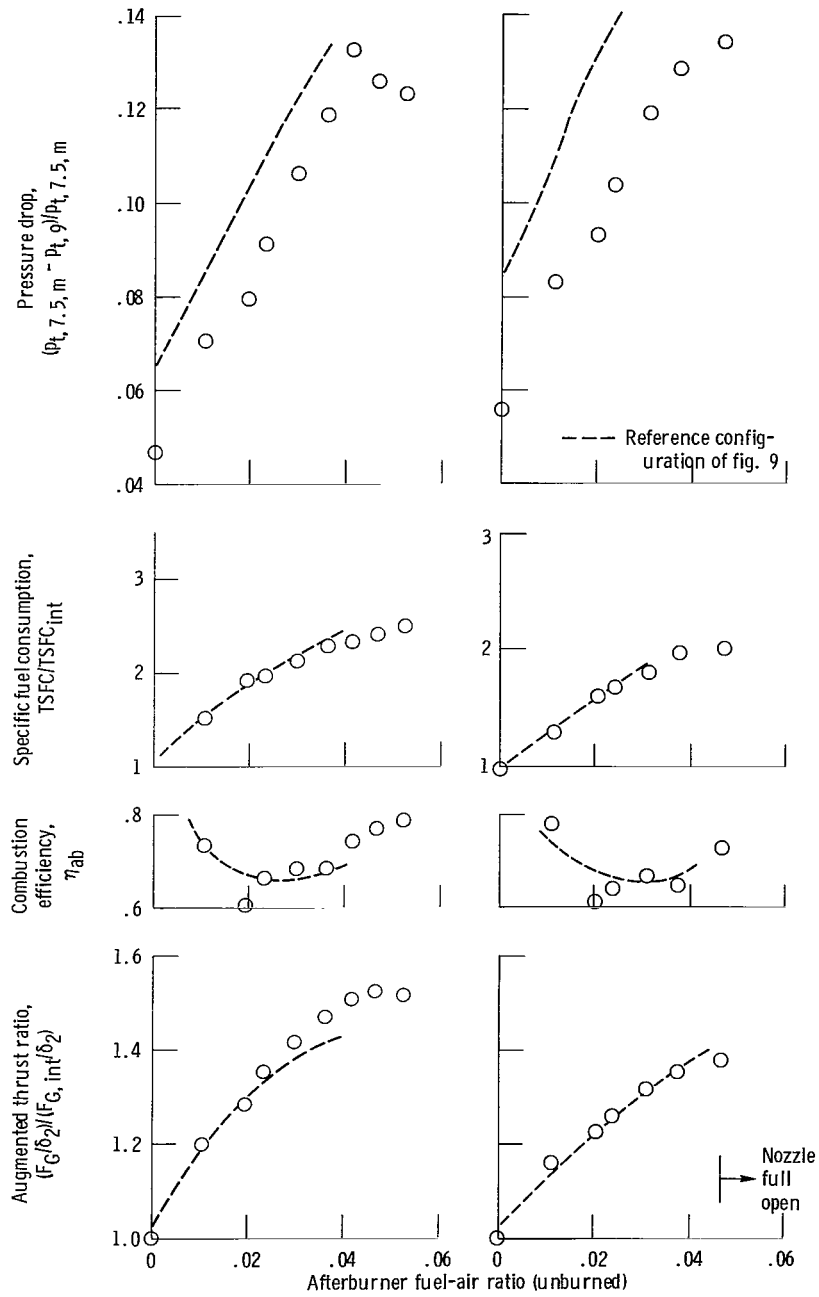 .14
.12
.10
.08
.06
.04
Pressure drop,
(pt, 7.5, m - pt, 9)/pt, 7.5, m
Reference config-
uration of fig. 9
3
2
1
Specific fuel consumption,
TSFC/TSFCint
3
2
1
.8
.6
Combustion
efficiency,
ηab
1.6
1.4
1.2
1.0
Augmented thrust ratio,
(FG/δ2)/(FG, int/δ2)
Nozzle
full
open
0 .02 .04 .06 0 .02 .04 .06
Afterburner fuel-air ratio (unburned)